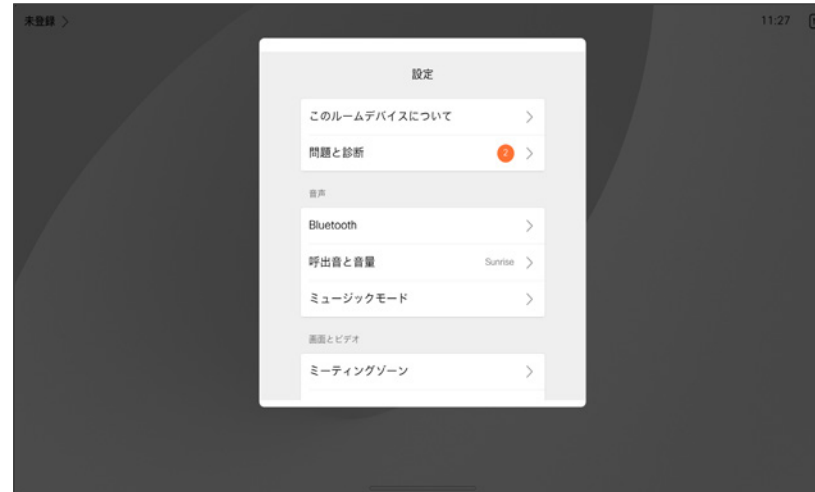 未登録
11:27
設定
このルームデバイスについて
問題と診断 2
音声
Bluetooth
呼出音と音量 Sunrise
ミュージックモード
画面とビデオ
ミーティングゾーン